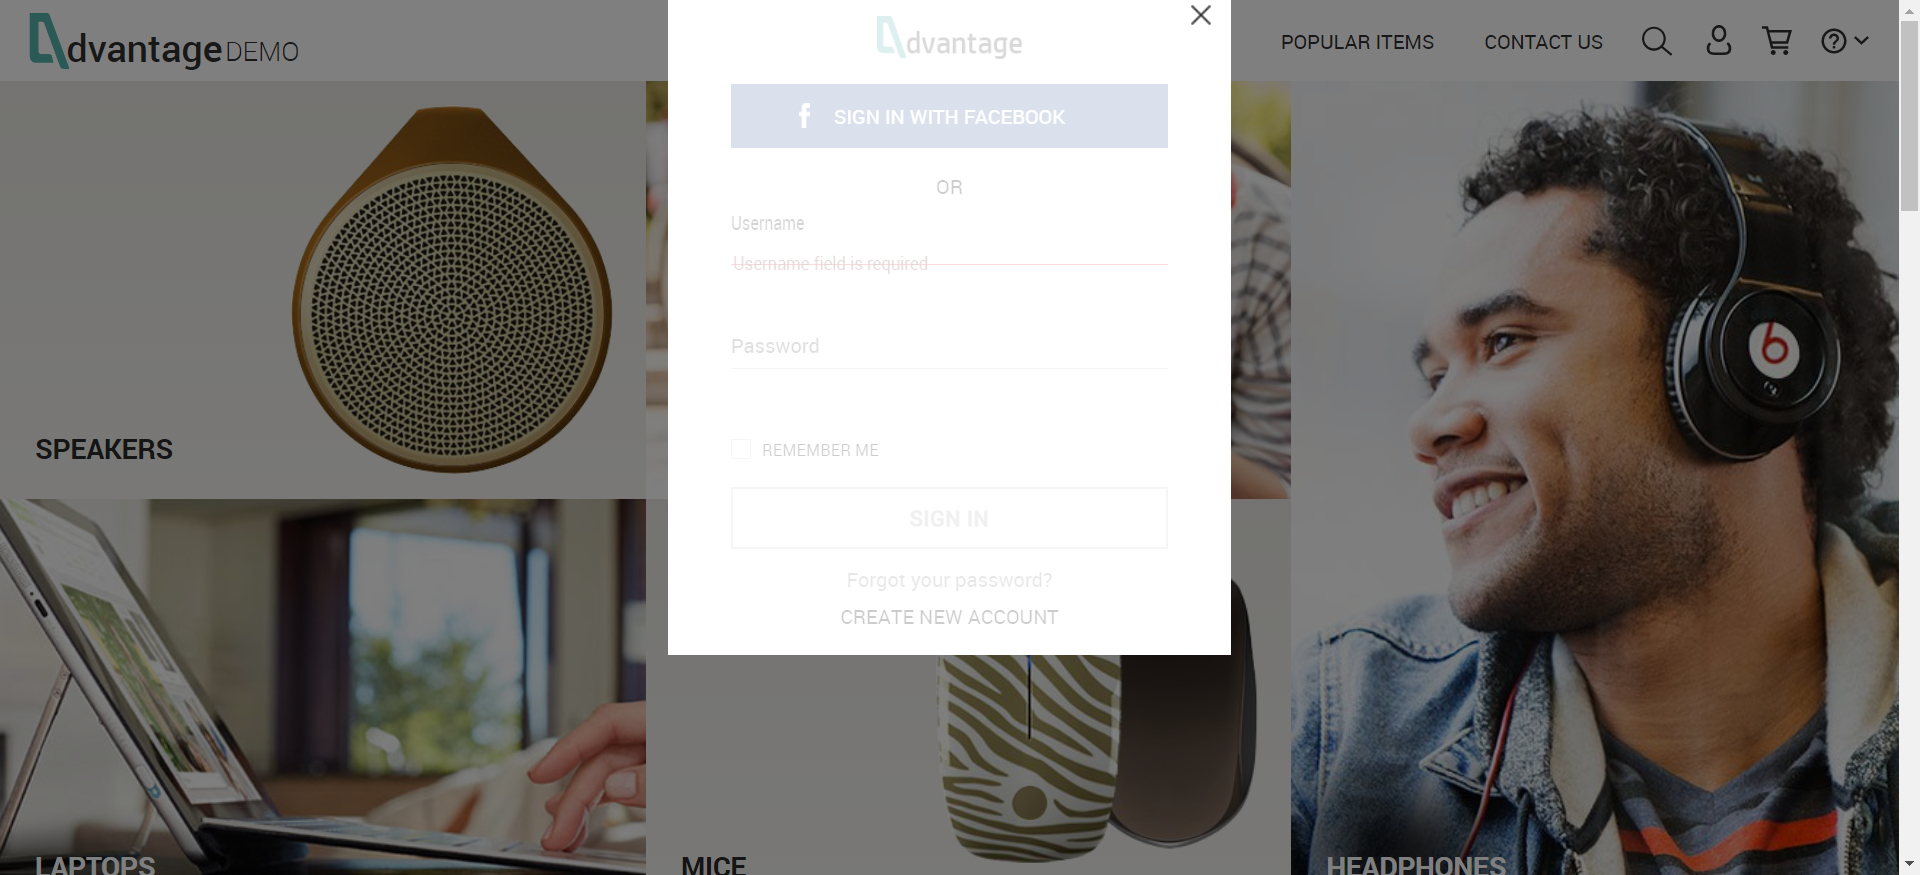 dvantage DEMO
POPULAR ITEMS
CONTACT US
dvantage
f SIGN IN WITH FACEBOOK
OR
Username
Username field is required
Password
REMEMBER ME
SIGN IN
Forgot your password?
CREATE NEW ACCOUNT
SPEAKERS
LAPTOPS
MICE
HEADPHONES